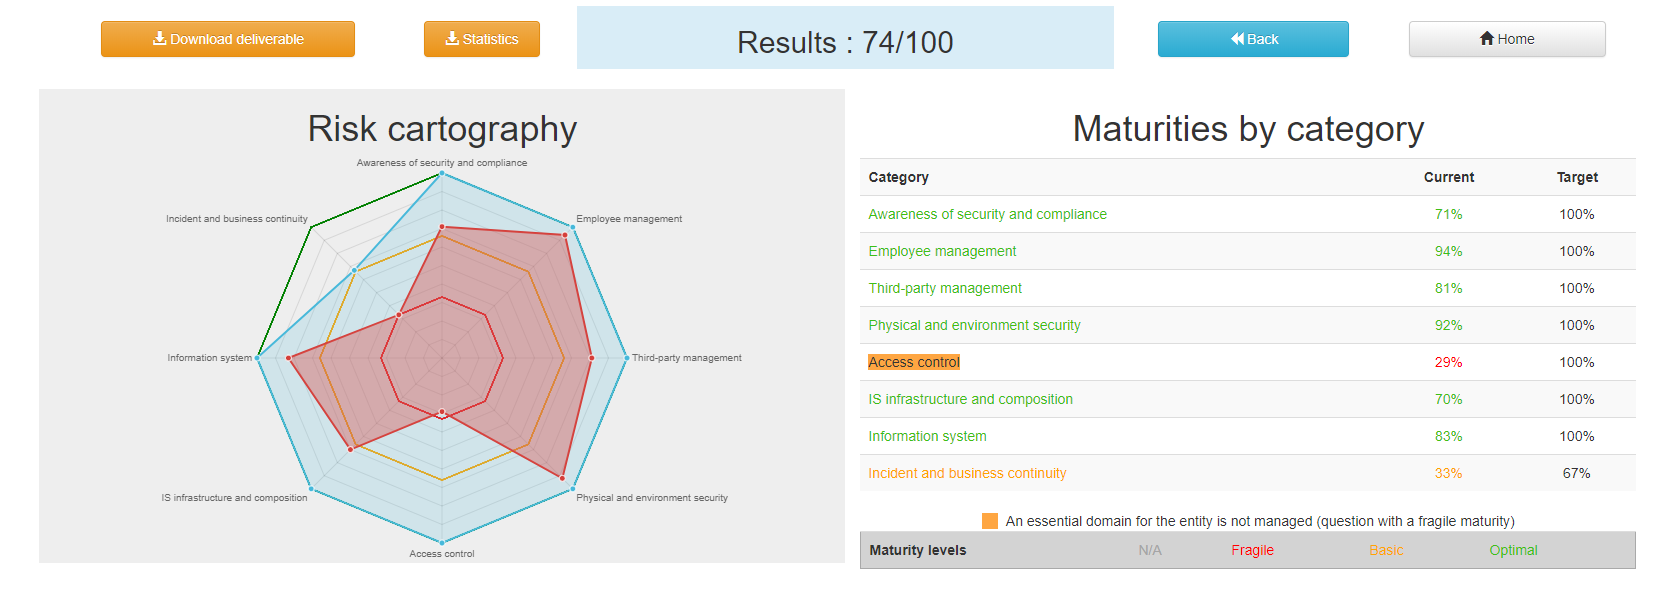 Download deliverable
Statistics
Results : 74/100
Back
Home
Risk cartography
Awareness of security and compliance
Incident and business continuity
Employee management
Information system
Third-party management
IS infrastructure and composition
Physical and environment security
Access control
Maturities by category
Category Current Target
Awareness of security and compliance 71% 100%
Employee management 94% 100%
Third-party management 81% 100%
Physical and environment security 92% 100%
Access control 29% 100%
IS infrastructure and composition 70% 100%
Information system 83% 100%
Incident and business continuity 33% 67%
An essential domain for the entity is not managed (question with a fragile maturity)
Maturity levels N/A Fragile Basic Optimal